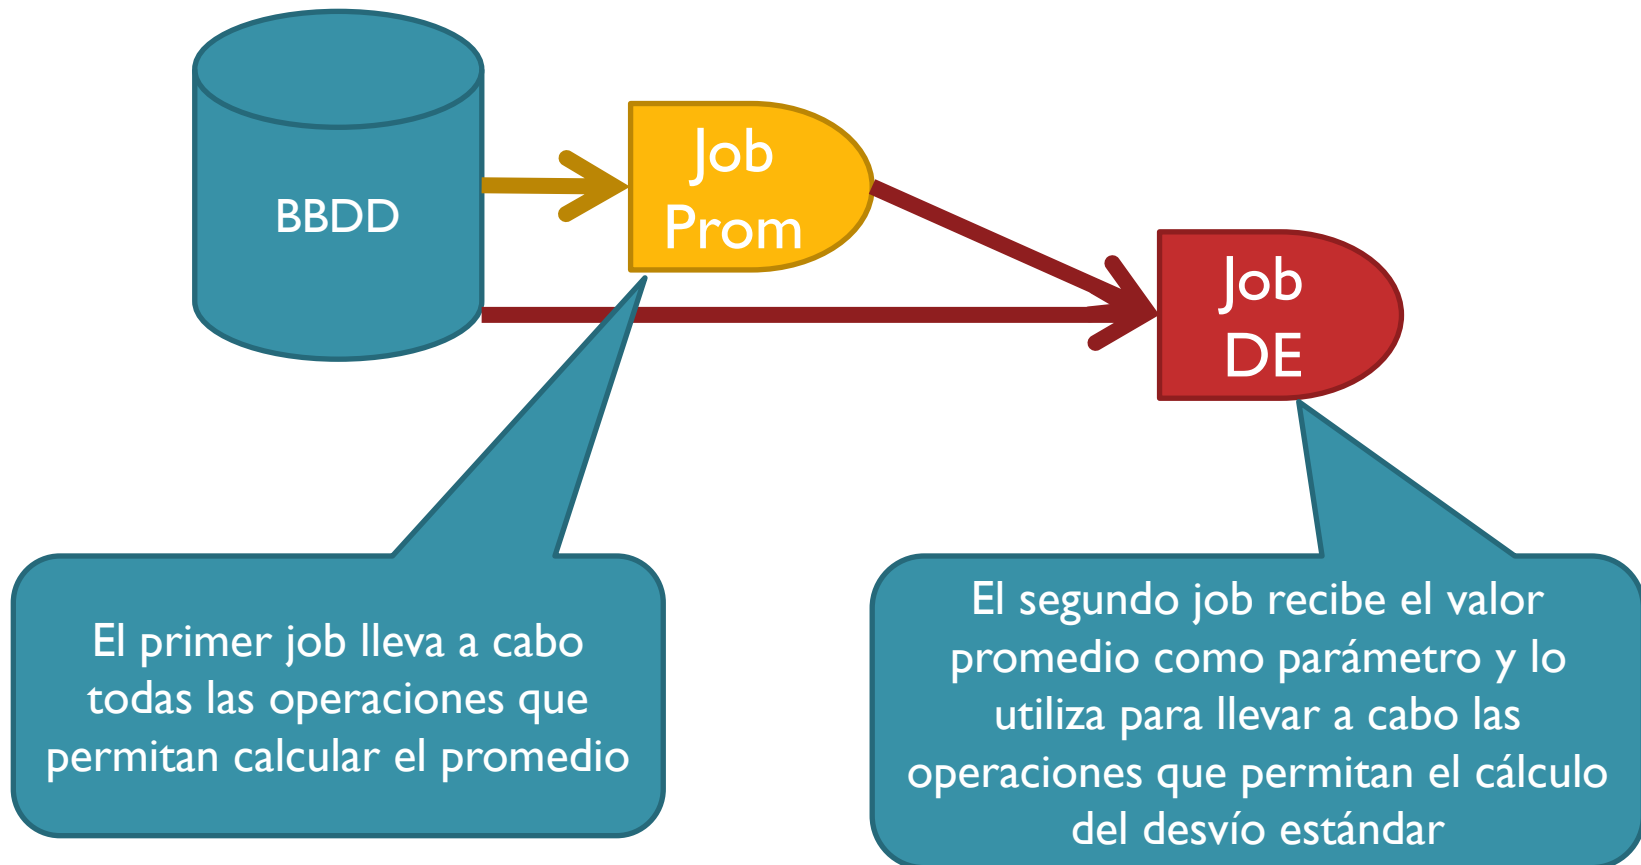 BBDD
Job
Prom
Job
DE
El primer job lleva a cabo
todas las operaciones que
permitan calcular el promedio
El segundo job recibe el valor
promedio como parámetro y lo
utiliza para llevar a cabo las
operaciones que permitan el cálculo
del desvío estándar